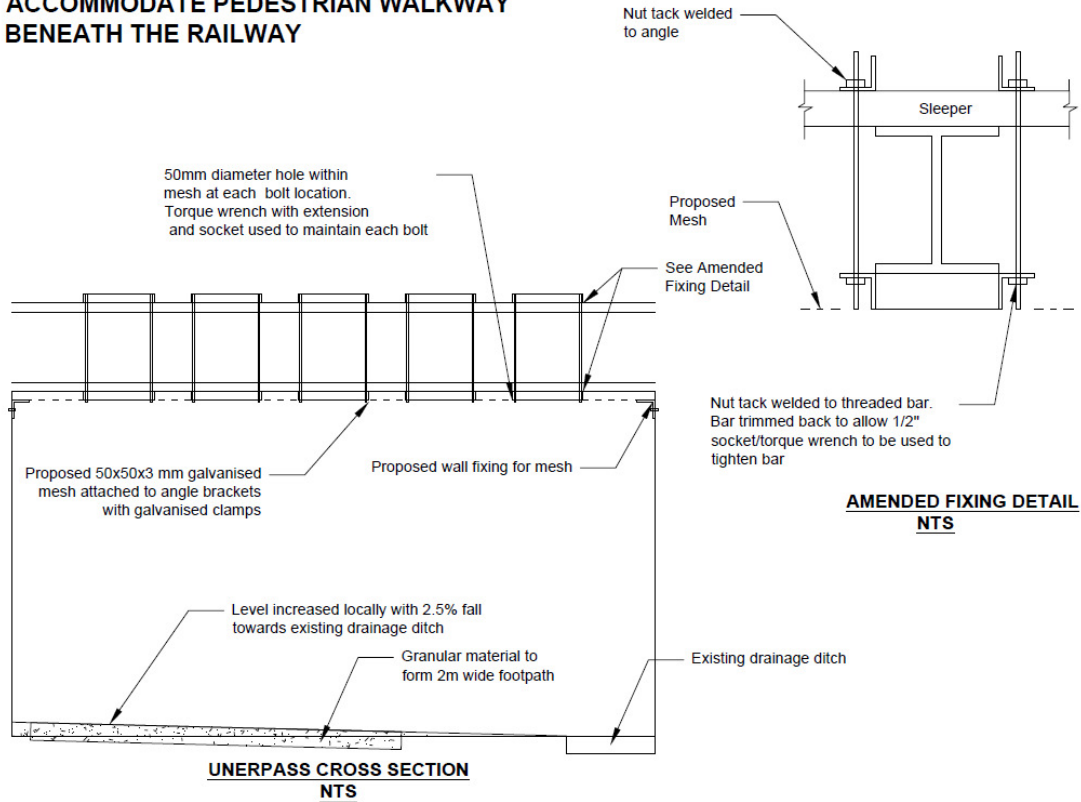 ACCOMMODATE PEDESTRIAN WALKWAY
BENEATH THE RAILWAY
Nut tack welded
to angle
Sleeper
50mm diameter hole within
mesh at each bolt location.
Torque wrench with extension
and socket used to maintain each bolt
Proposed
Mesh
See Amended
Fixing Detail
Nut tack welded to threaded bar.
Bar trimmed back to allow 1/2"
socket/torque wrench to be used to
tighten bar
Proposed 50x50x3 mm galvanised
mesh attached to angle brackets
with galvanised clamps
Proposed wall fixing for mesh
AMENDED FIXING DETAIL
NTS
Level increased locally with 2.5% fall
towards existing drainage ditch
Granular material to
form 2m wide footpath
Existing drainage ditch
UNERPASS CROSS SECTION
NTS